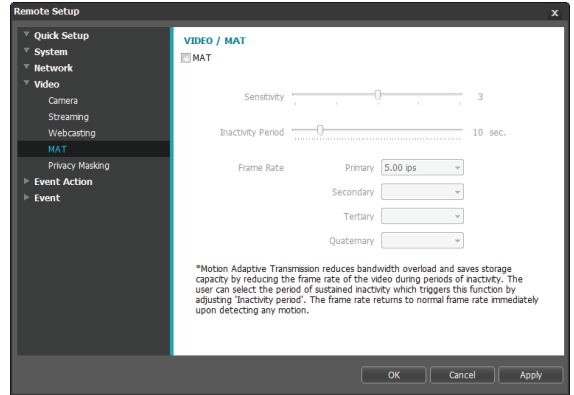 Remote Setup
x
Quick Setup
System
Network
Video
Camera
Streaming
Webcasting
MAT
Privacy Masking
Event Action
Event
VIDEO / MAT
MAT
Sensitivity 3
Inactivity Period 10 sec.
Frame Rate Primary 5.00 ips
Secondary
Tertiary
Quaternary
*Motion Adaptive Transmission reduces bandwidth overload and saves storage
capacity by reducing the frame rate of the video during periods of inactivity. The
user can select the period of sustained inactivity which triggers this function by
adjusting 'Inactivity period'. The frame rate returns to normal frame rate immediately
upon detecting any motion.
OK Cancel Apply